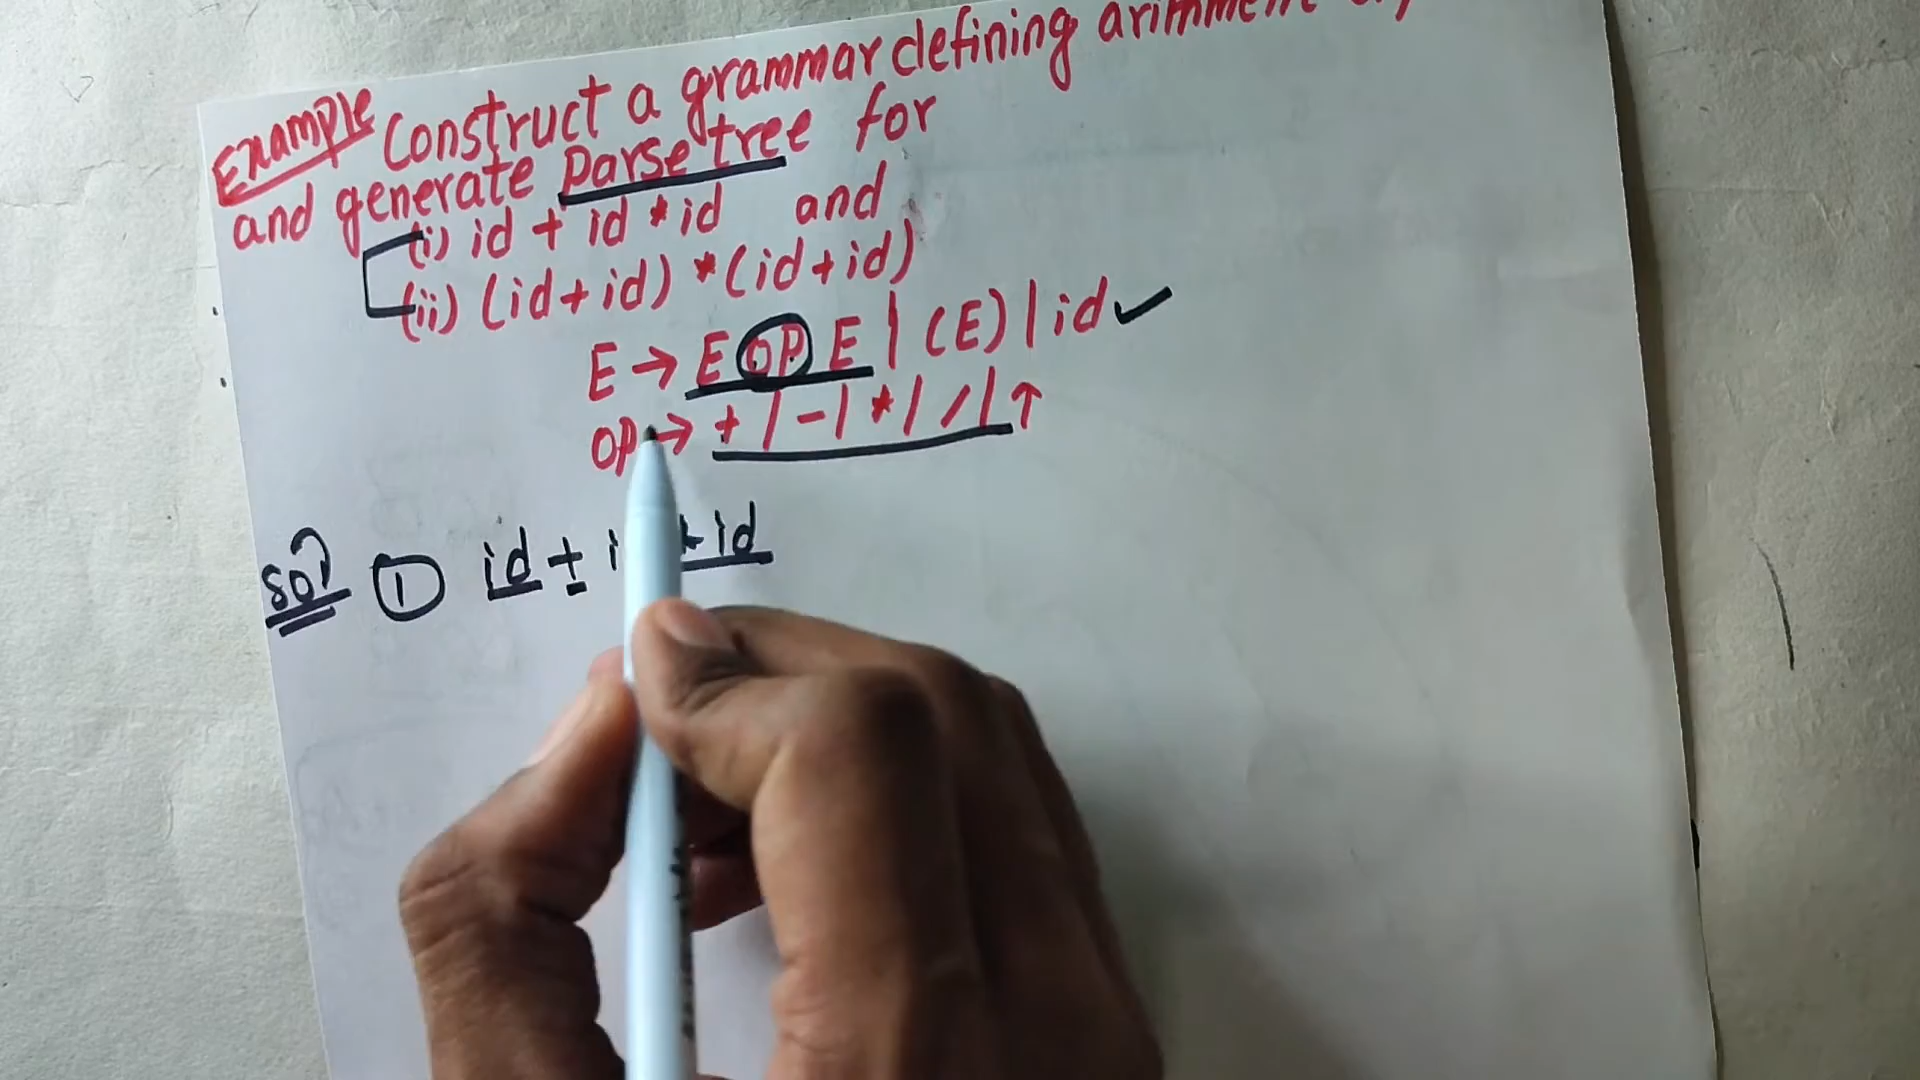 Example Construct a grammar defining
and generate Parse tree for
(i) id + id * id and
(ii) (id + id) * (id + id)
E → E OP E | (E) | id ✓
OP → + | - | * | / | ↑
Sol ① id + id